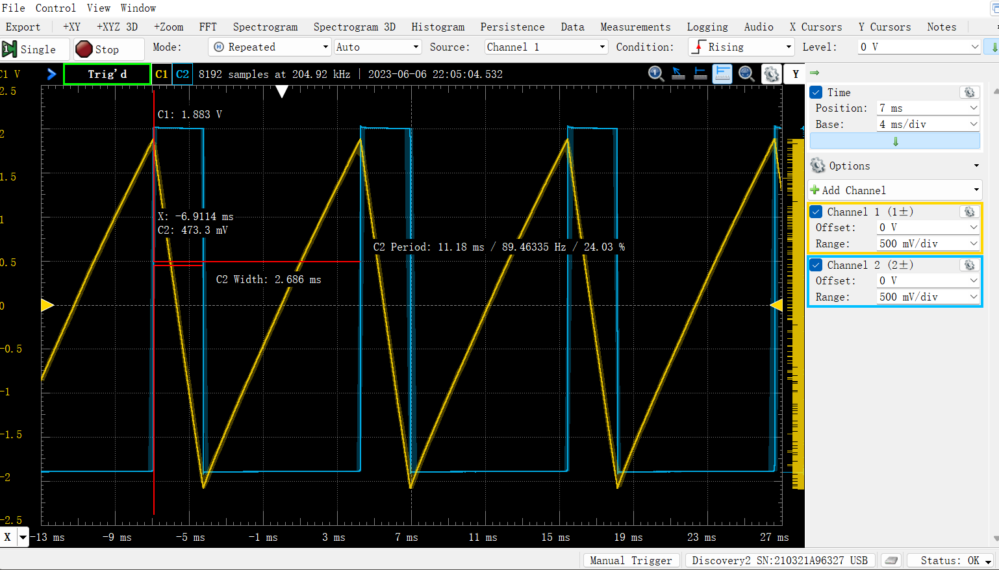 File Control View Window
Export +XY +XYZ 3D +Zoom FFT Spectrogram Spectrogram 3D Histogram Persistence Data Measurements Logging Audio X Cursors Y Cursors Notes
Single Stop Mode: Repeated Auto Source: Channel 1 Condition: Rising Level: 0 V
C1 V Trig'd C1 C2 8192 samples at 204.92 kHz | 2023-06-06 22:05:04.532 Y
2.5
C1: 1.883 V
2
1.5
X: -6.9114 ms
1
C2: 473.3 mV
C2 Period: 11.18 ms / 89.46335 Hz / 24.03 %
0.5
C2 Width: 2.686 ms
0
-0.5
-1
-1.5
-2
-2.5
X -13 ms -9 ms -5 ms -1 ms 3 ms 7 ms 11 ms 15 ms 19 ms 23 ms 27 ms
Time
Position: 7 ms
Base: 4 ms/div
Options
Add Channel
Channel 1 (1±)
Offset: 0 V
Range: 500 mV/div
Channel 2 (2±)
Offset: 0 V
Range: 500 mV/div
Manual Trigger Discovery2 SN:210321A96327 USB Status: OK